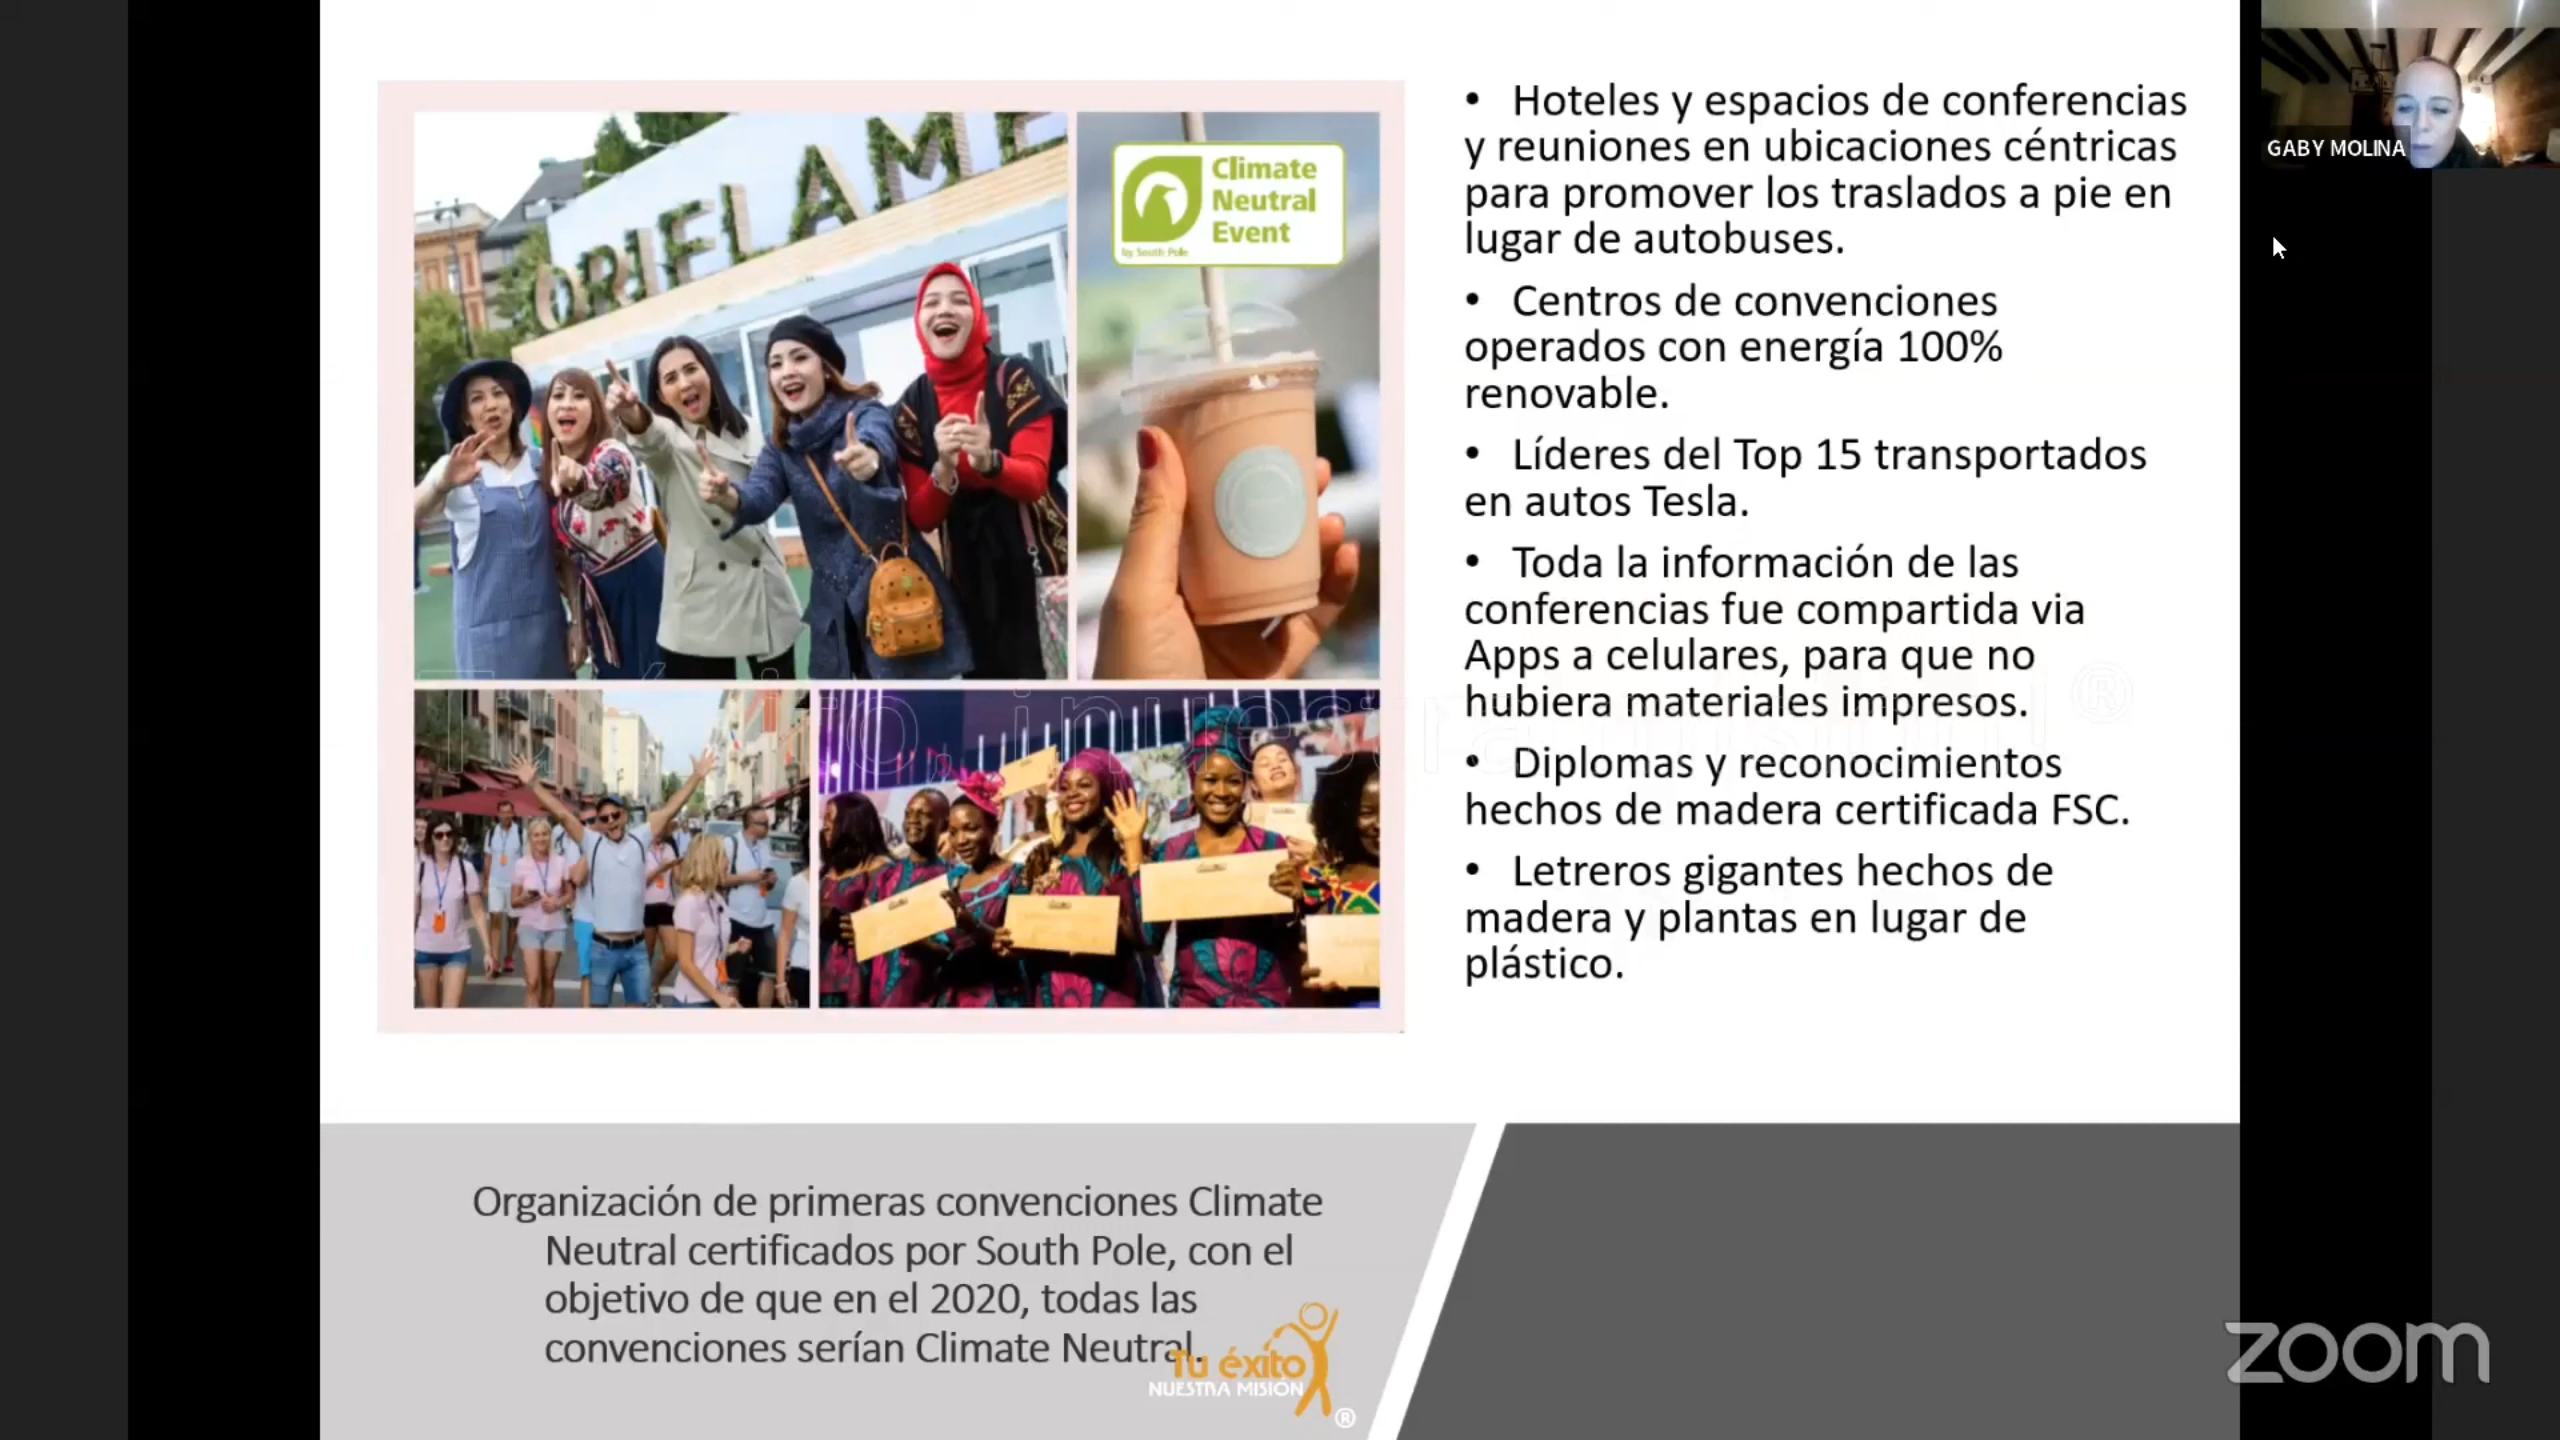 ORIFLAME
Climate
Neutral
Event
by South Pole
• Hoteles y espacios de conferencias
y reuniones en ubicaciones céntricas
para promover los traslados a pie en
lugar de autobuses.
• Centros de convenciones
operados con energía 100%
renovable.
• Líderes del Top 15 transportados
en autos Tesla.
• Toda la información de las
conferencias fue compartida via
Apps a celulares, para que no
hubiera materiales impresos.
• Diplomas y reconocimientos
hechos de madera certificada FSC.
• Letreros gigantes hechos de
madera y plantas en lugar de
plástico.
GABY MOLINA
Tu éxito, ¡nuestra misión!®
Organización de primeras convenciones Climate
Neutral certificados por South Pole, con el
objetivo de que en el 2020, todas las
convenciones serían Climate Neutral.
Tu éxito
NUESTRA MISIÓN
®
zoom